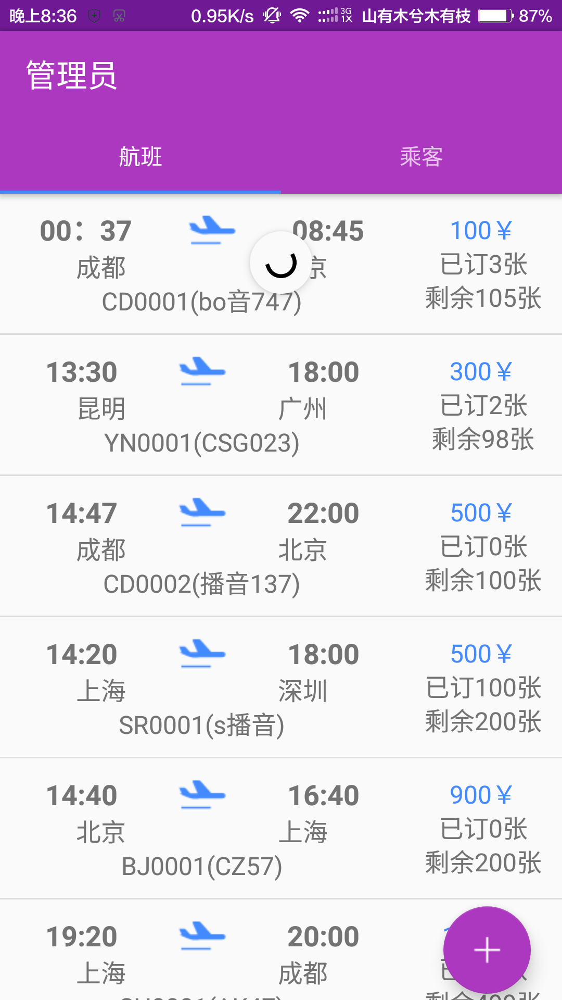 晚上8:36 0.95K/s 3G 1X 山有木兮木有枝 87%
管理员
航班 乘客
00：37 08:45 100￥
成都 京 已订3张
CD0001(bo音747) 剩余105张
13:30 18:00 300￥
昆明 广州 已订2张
YN0001(CSG023) 剩余98张
14:47 22:00 500￥
成都 北京 已订0张
CD0002(播音137) 剩余100张
14:20 18:00 500￥
上海 深圳 已订100张
SR0001(s播音) 剩余200张
14:40 16:40 900￥
北京 上海 已订0张
BJ0001(CZ57) 剩余200张
19:20 20:00
上海 成都